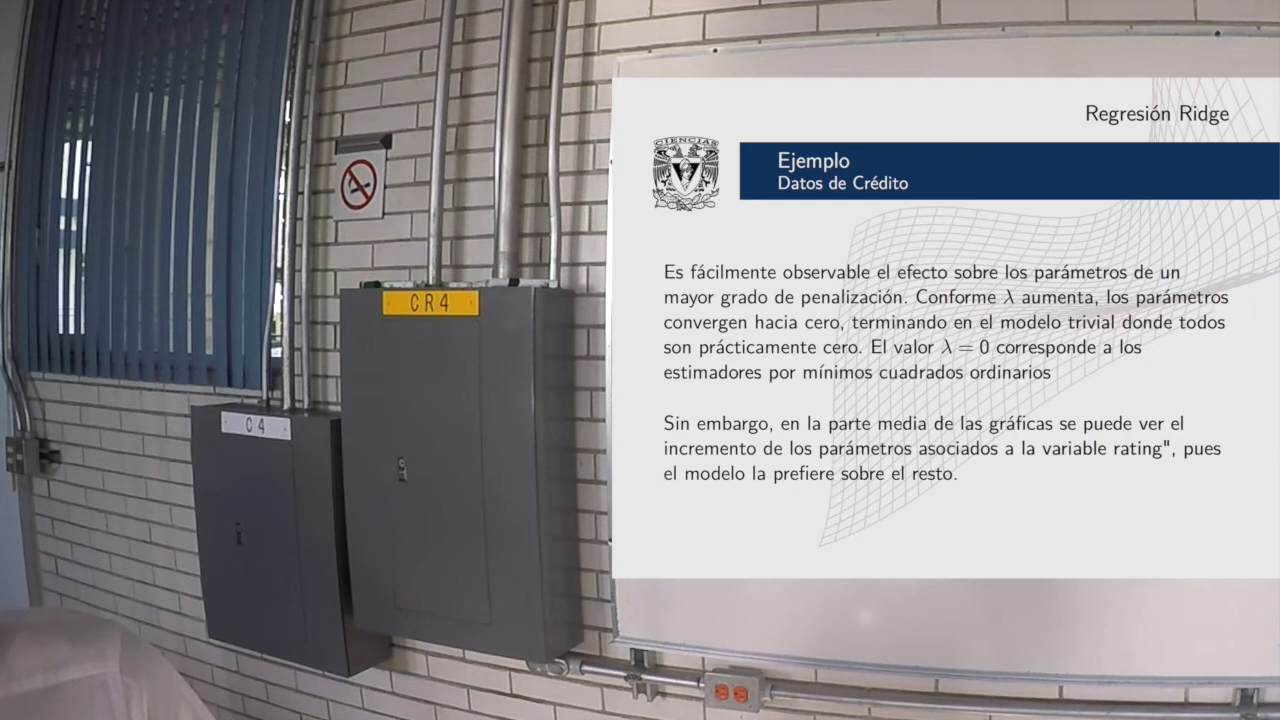 CR4
C 4
Regresión Ridge
CIENCIAS
Ejemplo
Datos de Crédito
Es fácilmente observable el efecto sobre los parámetros de un
mayor grado de penalización. Conforme λ aumenta, los parámetros
convergen hacia cero, terminando en el modelo trivial donde todos
son prácticamente cero. El valor λ = 0 corresponde a los
estimadores por mínimos cuadrados ordinarios
Sin embargo, en la parte media de las gráficas se puede ver el
incremento de los parámetros asociados a la variable rating", pues
el modelo la prefiere sobre el resto.